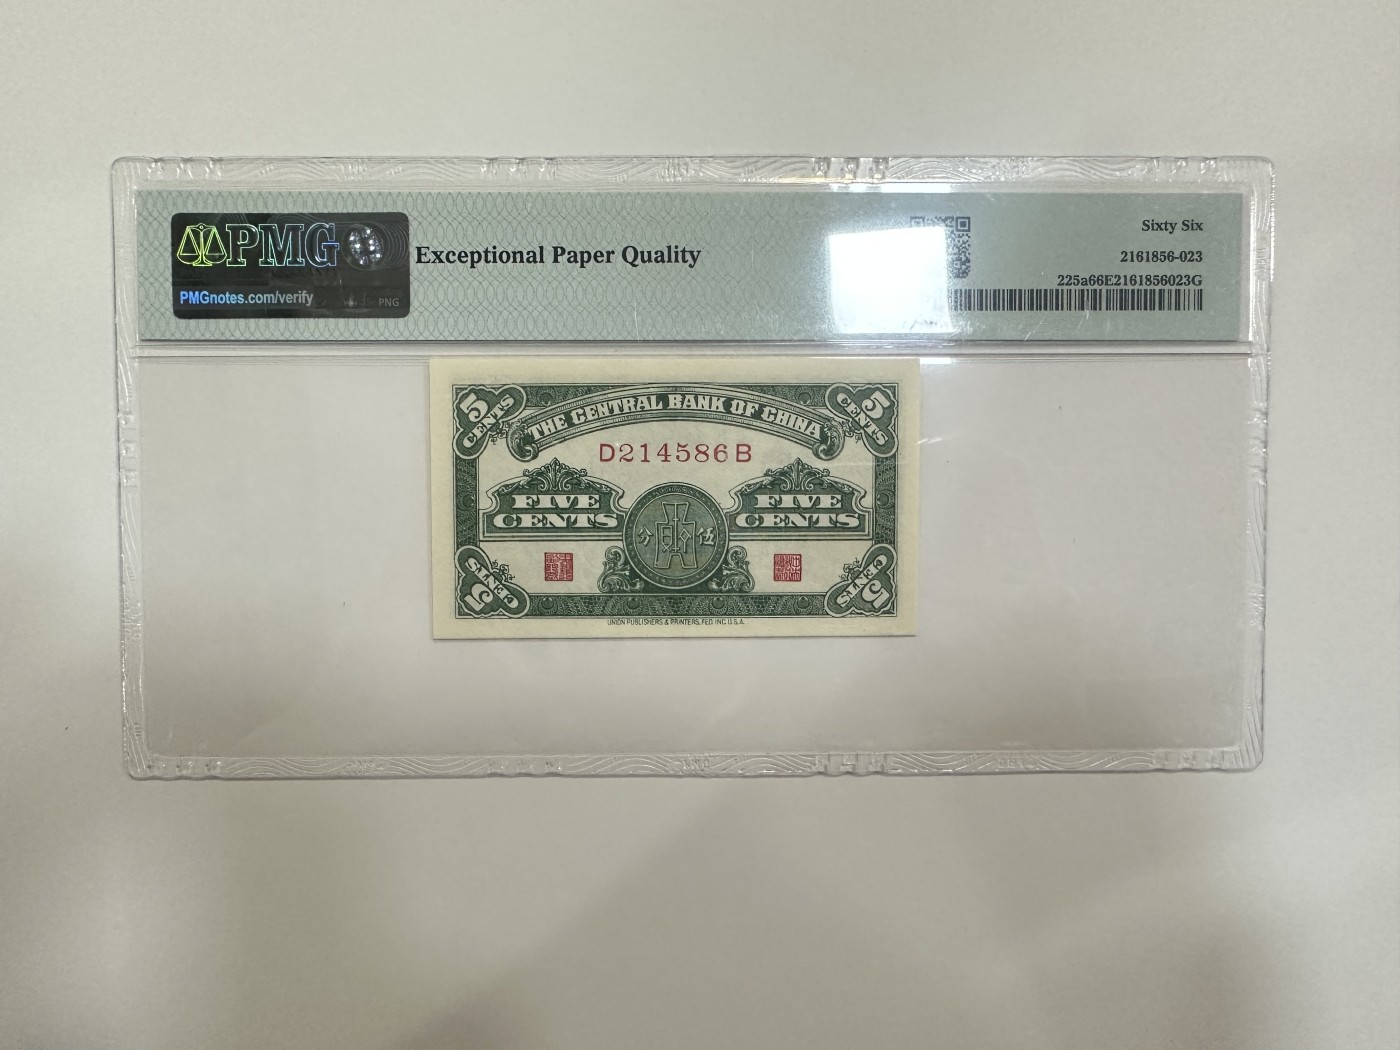 PMG
PMGnotes.com/verify
PNG
Exceptional Paper Quality
Sixty Six
2161856-023
225a66E2161856023G
5 CENTS
THE CENTRAL BANK OF CHINA
5 CENTS
D214586B
FIVE CENTS
FIVE CENTS
分 伍
5 CENTS
5 CENTS
UNION PUBLISHERS & PRINTERS, FED. INC. U.S.A.